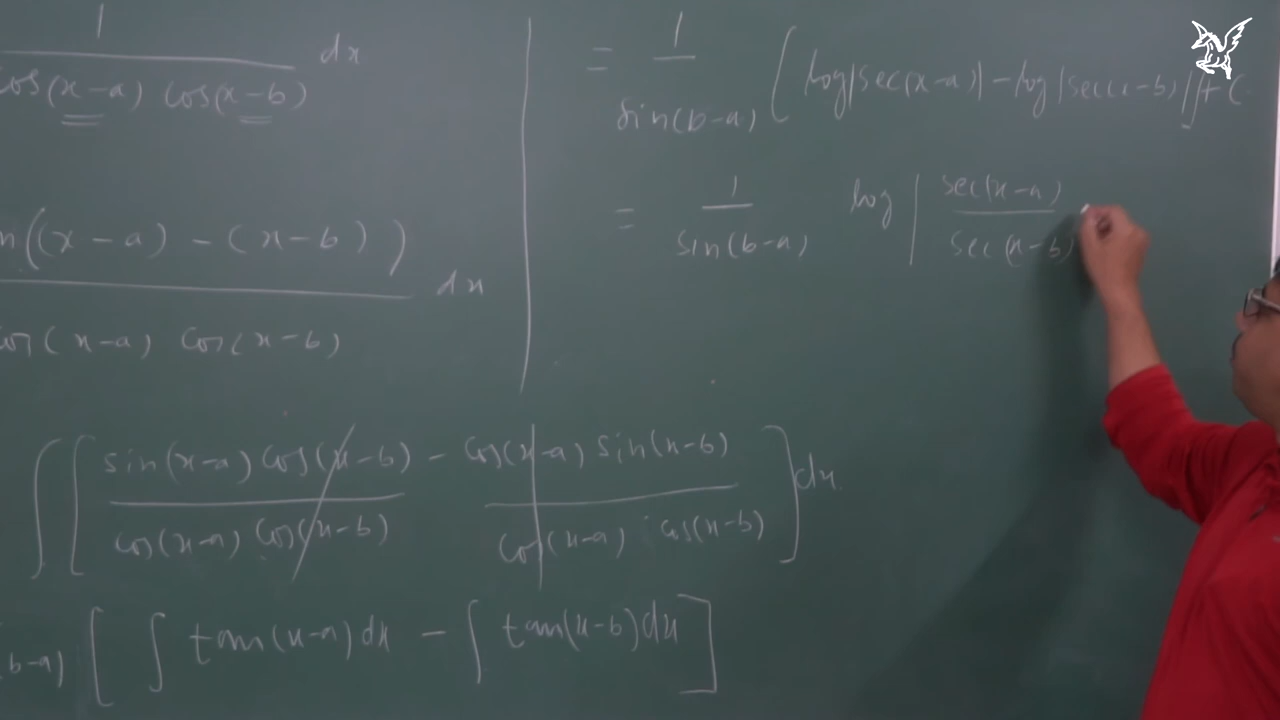 1
dx
cos(x-a) cos(x-b)
n((x-a)-(x-b))
dx
cos(x-a) cos(x-b)
∫[ sin(x-a) cos(x-b) - cos(x-a) sin(x-b) ] dx.
cos(x-a) cos(x-b) cos(x-a) cos(x-b)
b-a) [ ∫ tan(x-a) dx - ∫ tan(x-b) dx ]
= 1
sin(b-a) [ log|sec(x-a)| - log|sec(x-b)| ] + C
= 1 log | sec(x-a)
sin(b-a) sec(x-b)